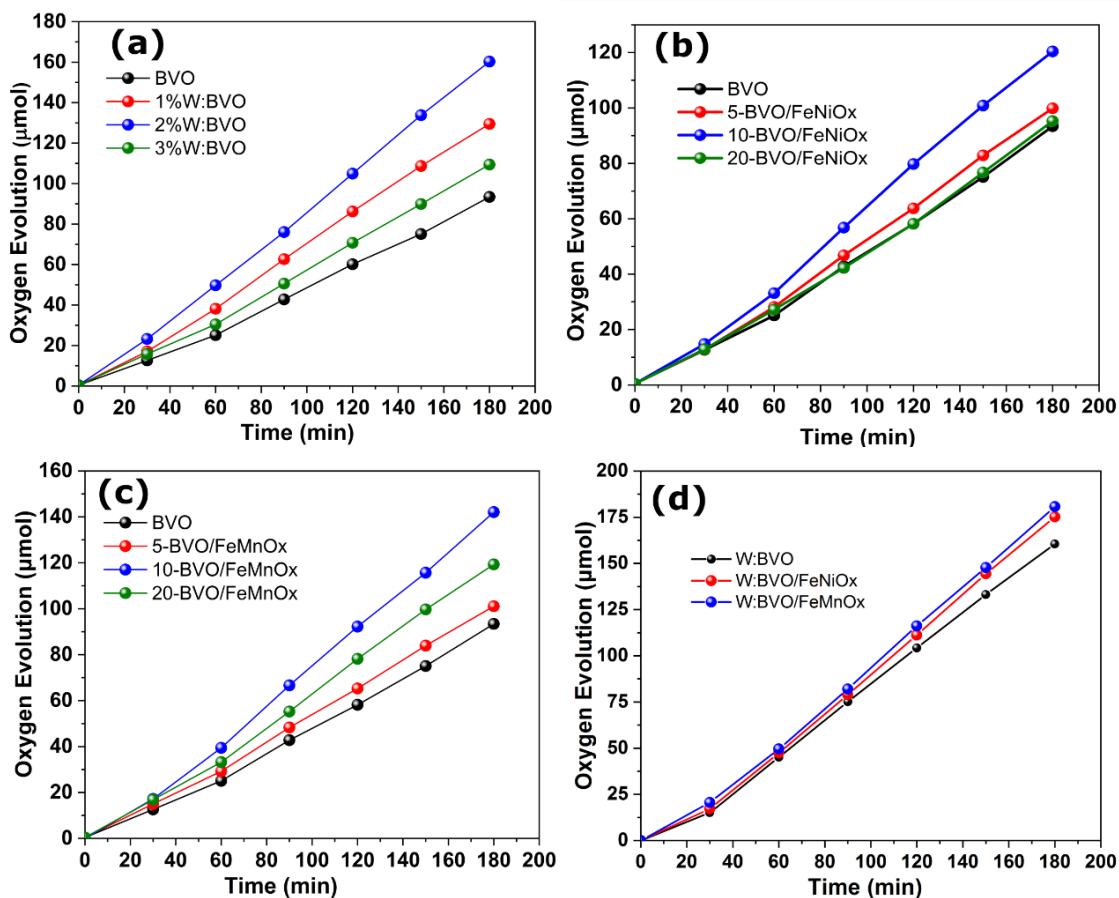 (a)
BVO
1%W:BVO
2%W:BVO
3%W:BVO
Oxygen Evolution (µmol)
180
160
140
120
100
80
60
40
20
0
0 20 40 60 80 100 120 140 160 180 200
Time (min)
(b)
BVO
5-BVO/FeNiOx
10-BVO/FeNiOx
20-BVO/FeNiOx
Oxygen Evolution (µmol)
120
100
80
60
40
20
0
0 20 40 60 80 100 120 140 160 180 200
Time (min)
(c)
BVO
5-BVO/FeMnOx
10-BVO/FeMnOx
20-BVO/FeMnOx
Oxygen Evolution (µmol)
160
140
120
100
80
60
40
20
0
0 20 40 60 80 100 120 140 160 180 200
Time (min)
(d)
W:BVO
W:BVO/FeNiOx
W:BVO/FeMnOx
Oxygen Evolution (µmol)
200
175
150
125
100
75
50
25
0
0 20 40 60 80 100 120 140 160 180 200
Time (min)